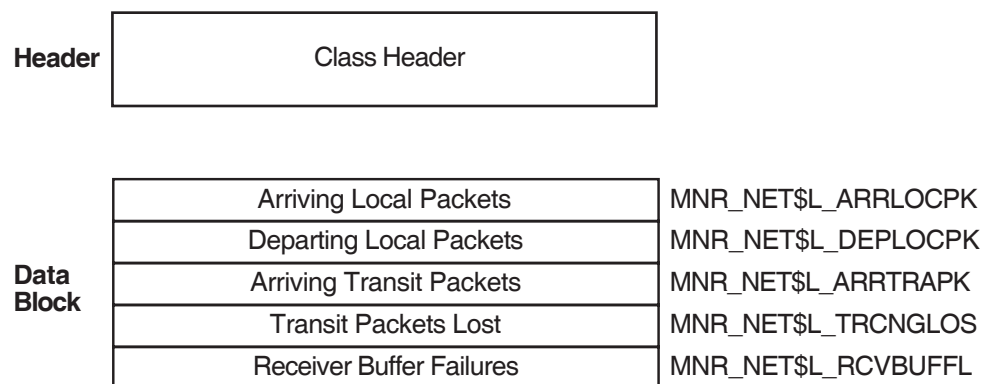 Header
Class Header
Arriving Local Packets MNR_NET$L_ARRLOCPK
Departing Local Packets MNR_NET$L_DEPLOCPK
Data
Block
Arriving Transit Packets MNR_NET$L_ARRTRAPK
Transit Packets Lost MNR_NET$L_TRCNGLOS
Receiver Buffer Failures MNR_NET$L_RCVBUFFL